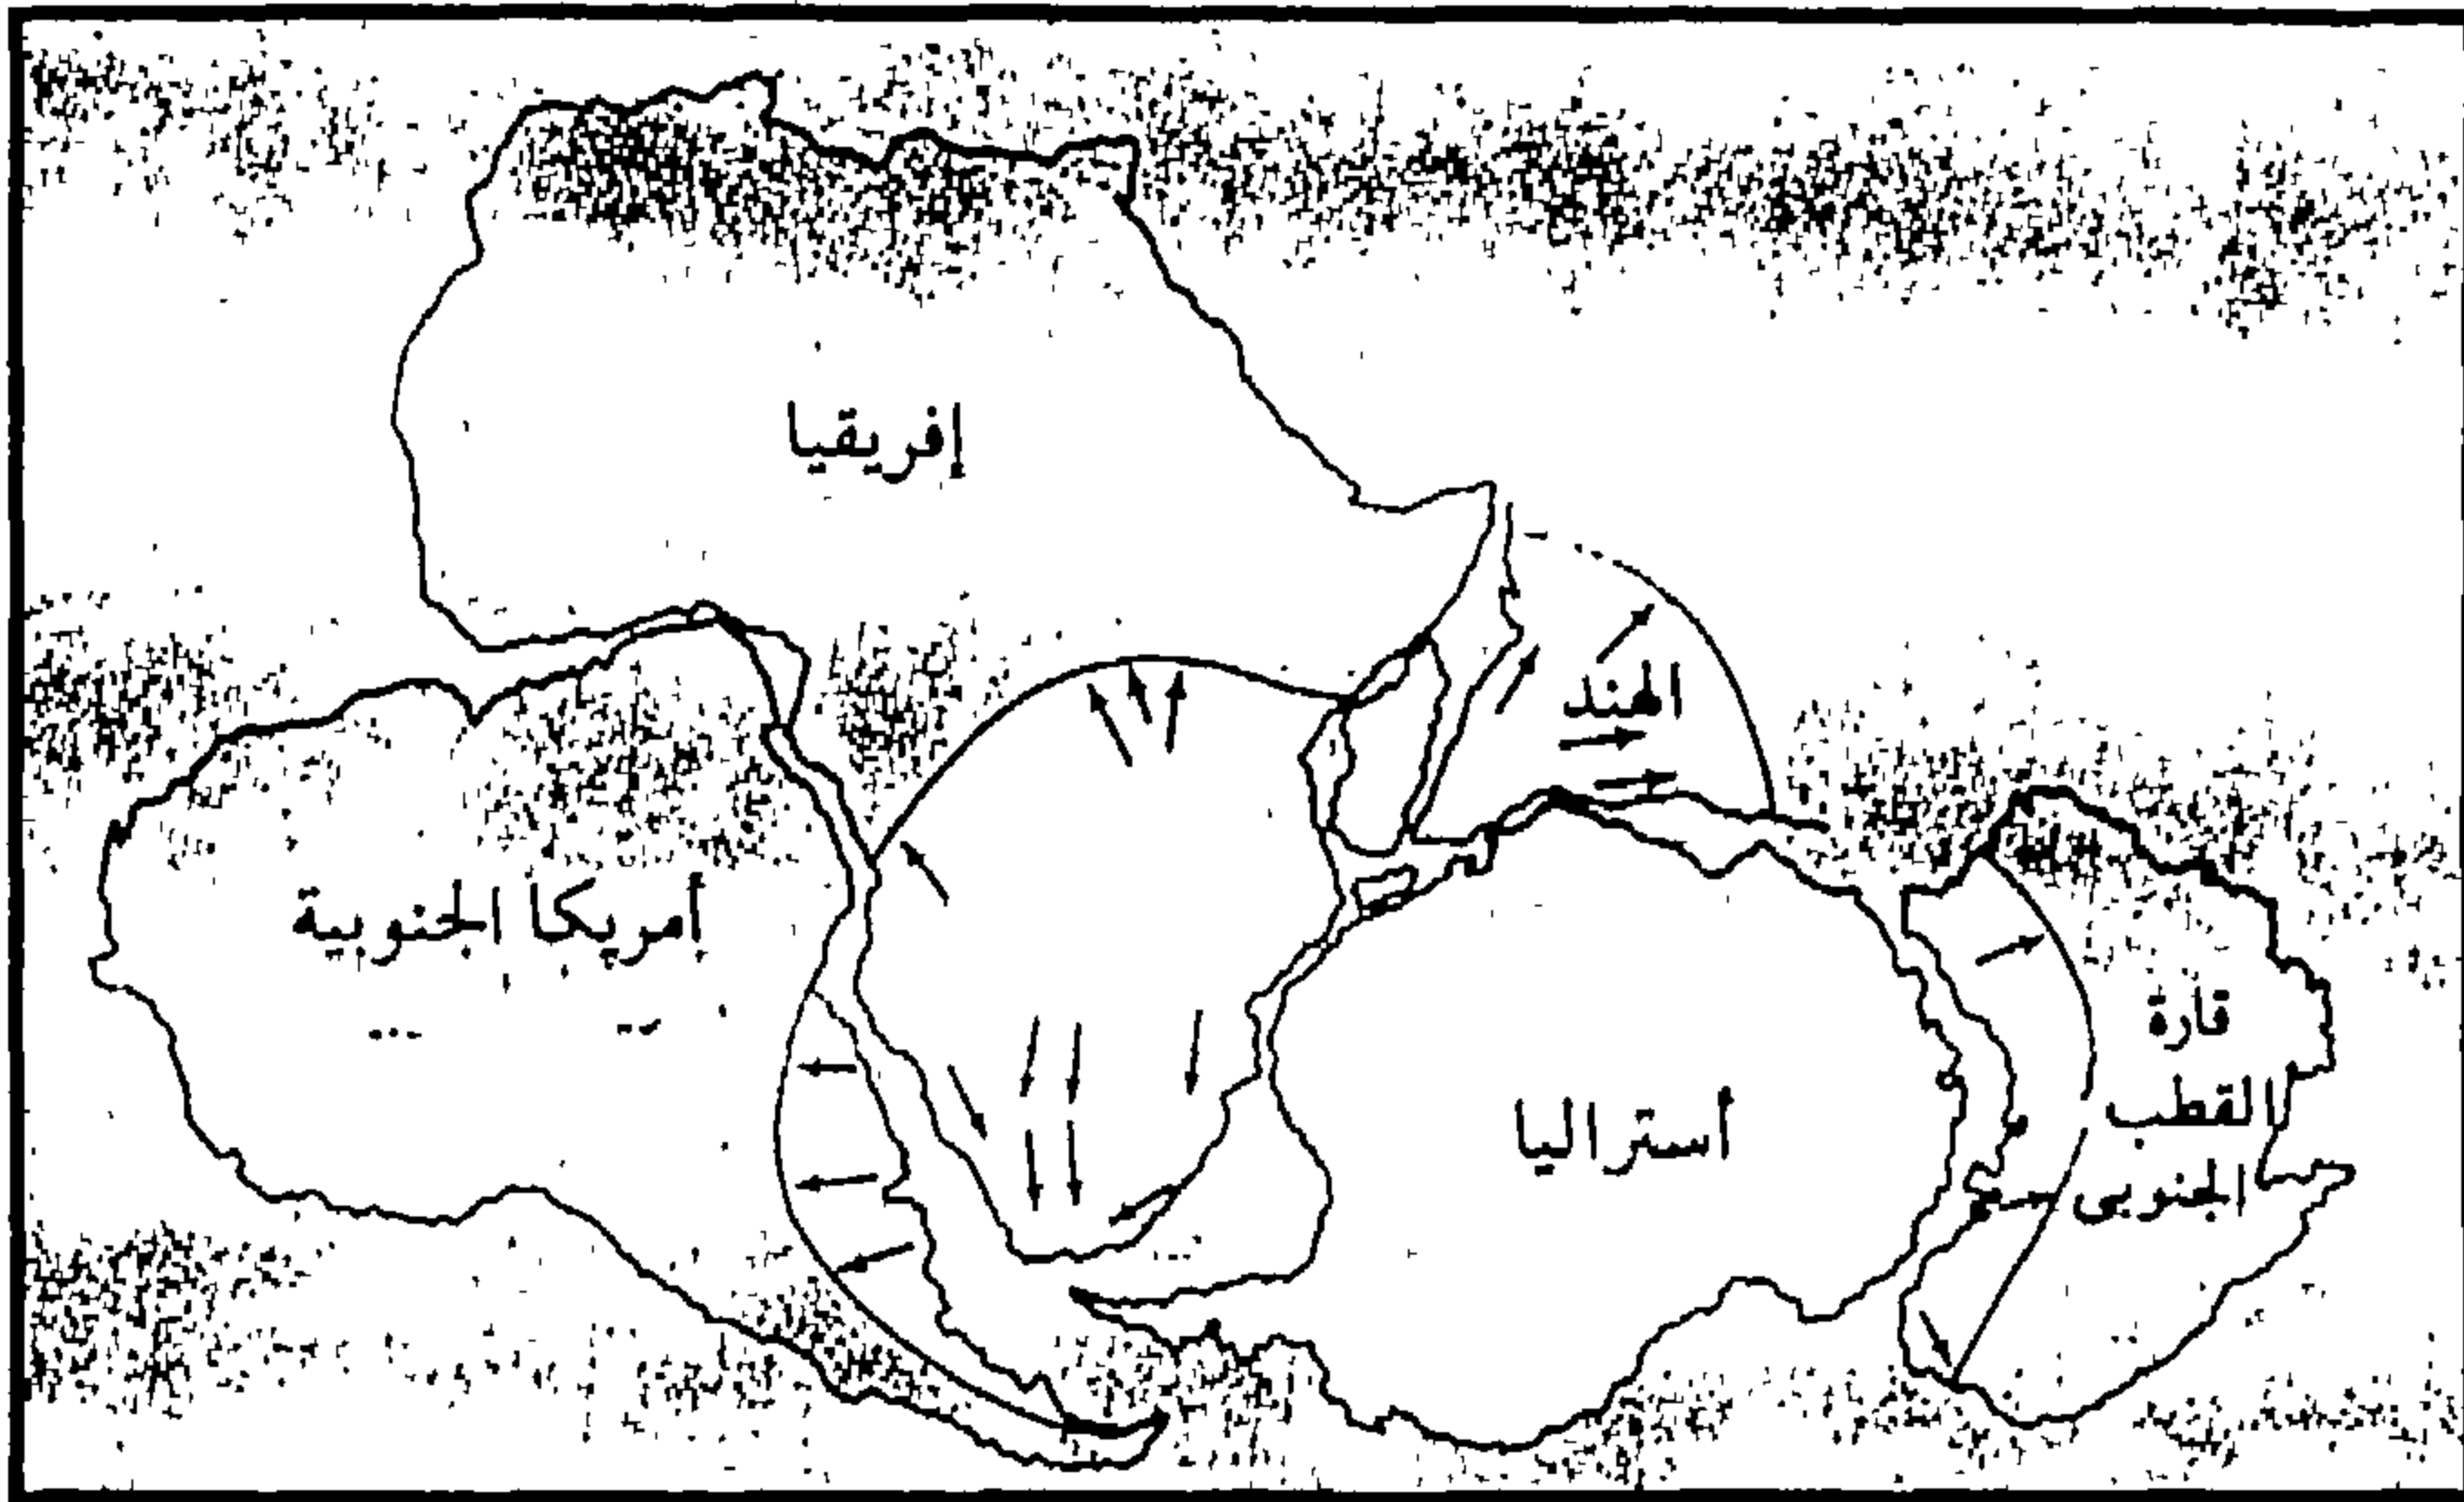 إفريقيا
الهند
أمريكا الجنوبية
أستراليا
قارة
القطب
الجنوبى